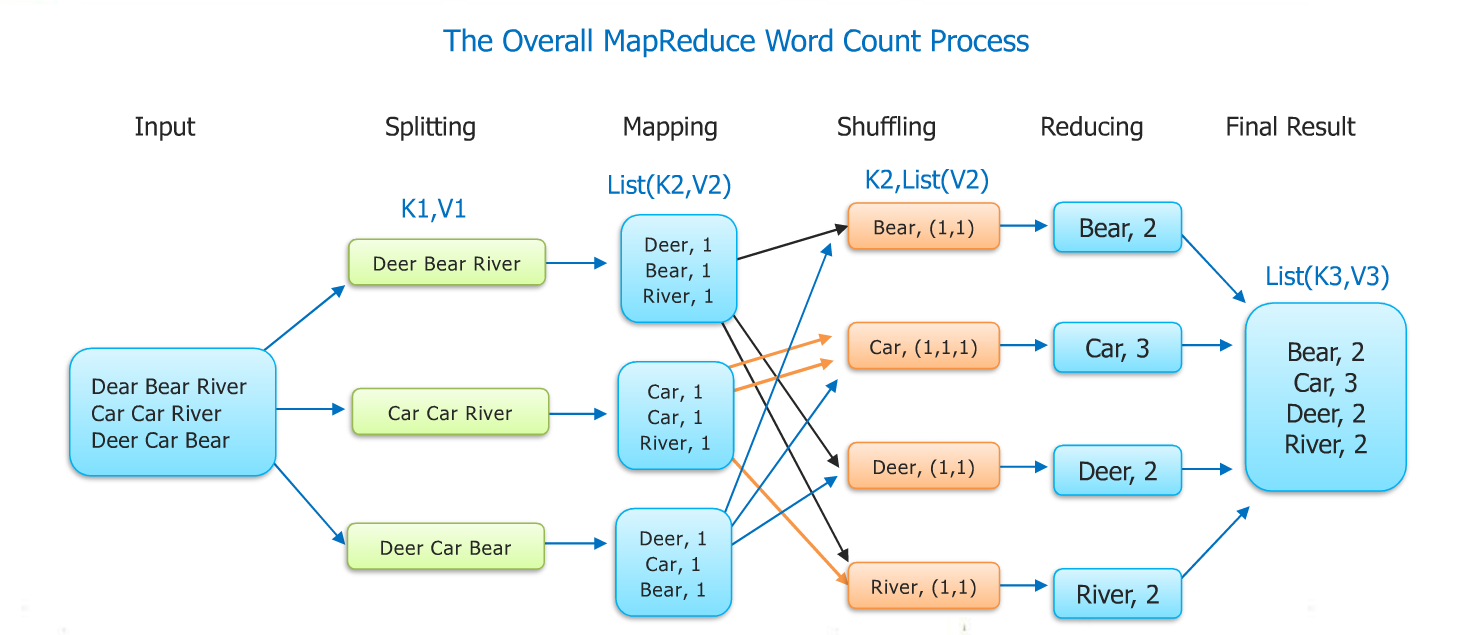 The Overall MapReduce Word Count Process
Input
Splitting
Mapping
Shuffling
Reducing
Final Result
K1,V1
List(K2,V2)
K2,List(V2)
List(K3,V3)
Dear Bear River
Car Car River
Deer Car Bear
Deer Bear River
Car Car River
Deer Car Bear
Deer, 1
Bear, 1
River, 1
Car, 1
Car, 1
River, 1
Deer, 1
Car, 1
Bear, 1
Bear, (1,1)
Car, (1,1,1)
Deer, (1,1)
River, (1,1)
Bear, 2
Car, 3
Deer, 2
River, 2
Bear, 2
Car, 3
Deer, 2
River, 2